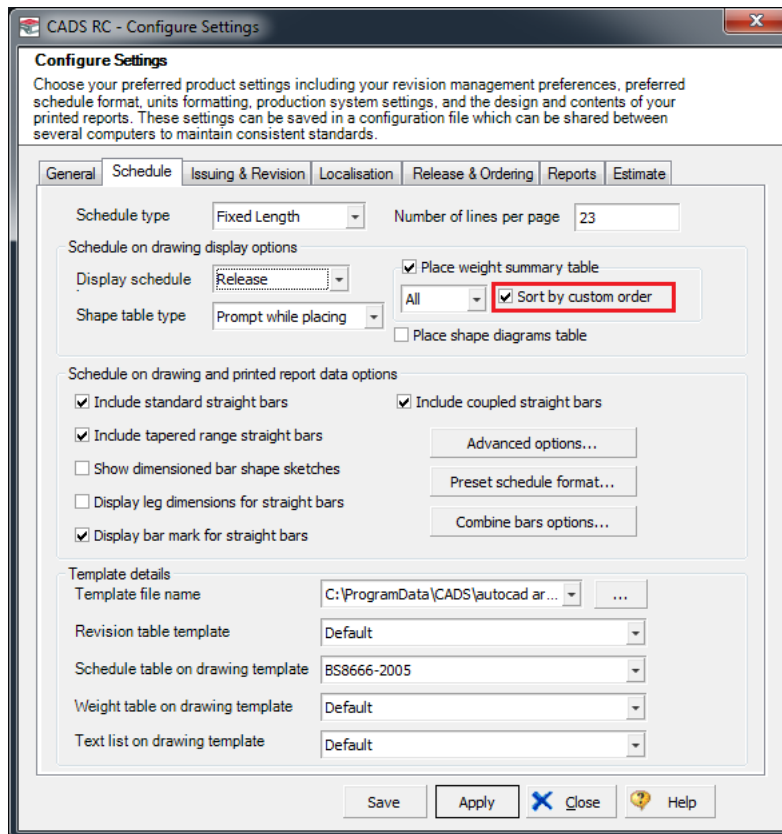 CADS RC - Configure Settings
Configure Settings
Choose your preferred product settings including your revision management preferences, preferred
schedule format, units formatting, production system settings, and the design and contents of your
printed reports. These settings can be saved in a configuration file which can be shared between
several computers to maintain consistent standards.
General Schedule Issuing & Revision Localisation Release & Ordering Reports Estimate
Schedule type Fixed Length Number of lines per page 23
Schedule on drawing display options
Place weight summary table
Display schedule Release
All Sort by custom order
Shape table type Prompt while placing
Place shape diagrams table
Schedule on drawing and printed report data options
Include standard straight bars Include coupled straight bars
Include tapered range straight bars
Advanced options...
Show dimensioned bar shape sketches
Preset schedule format...
Display leg dimensions for straight bars
Combine bars options...
Display bar mark for straight bars
Template details
Template file name C:\ProgramData\CADS\autocad ar... ...
Revision table template Default
Schedule table on drawing template BS8666-2005
Weight table on drawing template Default
Text list on drawing template Default
Save Apply Close Help